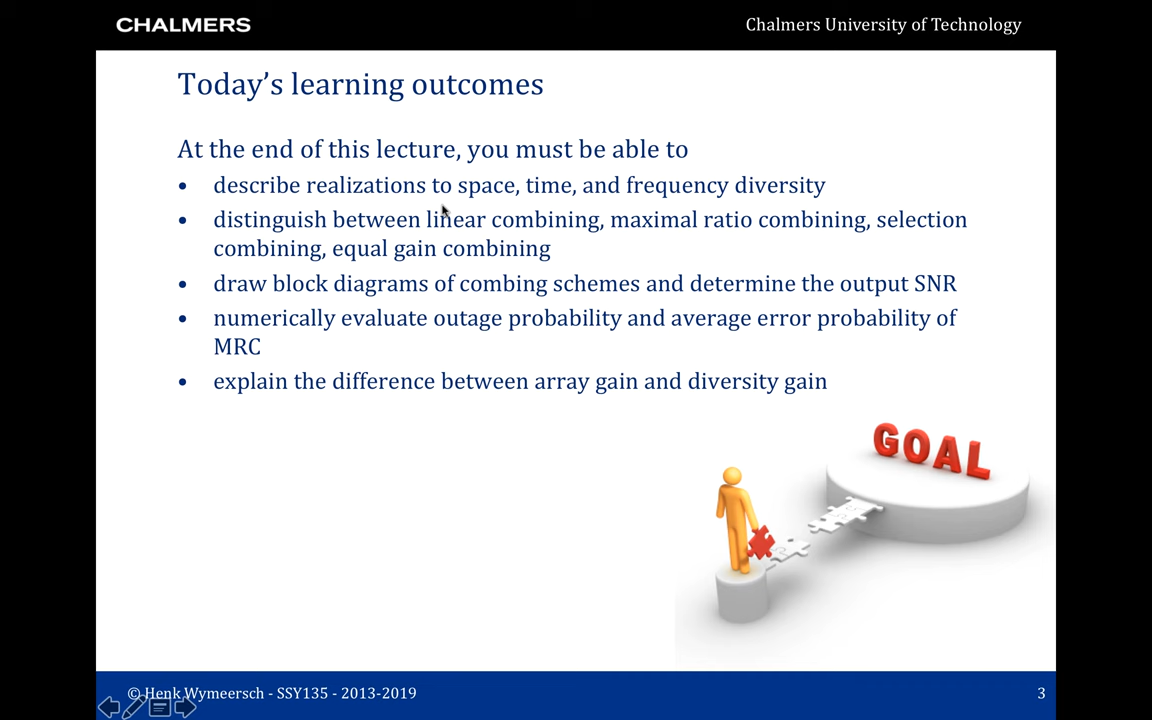 CHALMERS
Chalmers University of Technology
Today's learning outcomes
At the end of this lecture, you must be able to
• describe realizations to space, time, and frequency diversity
• distinguish between linear combining, maximal ratio combining, selection
combining, equal gain combining
• draw block diagrams of combing schemes and determine the output SNR
• numerically evaluate outage probability and average error probability of
MRC
• explain the difference between array gain and diversity gain
GOAL
© Henk Wymeersch - SSY135 - 2013-2019
3